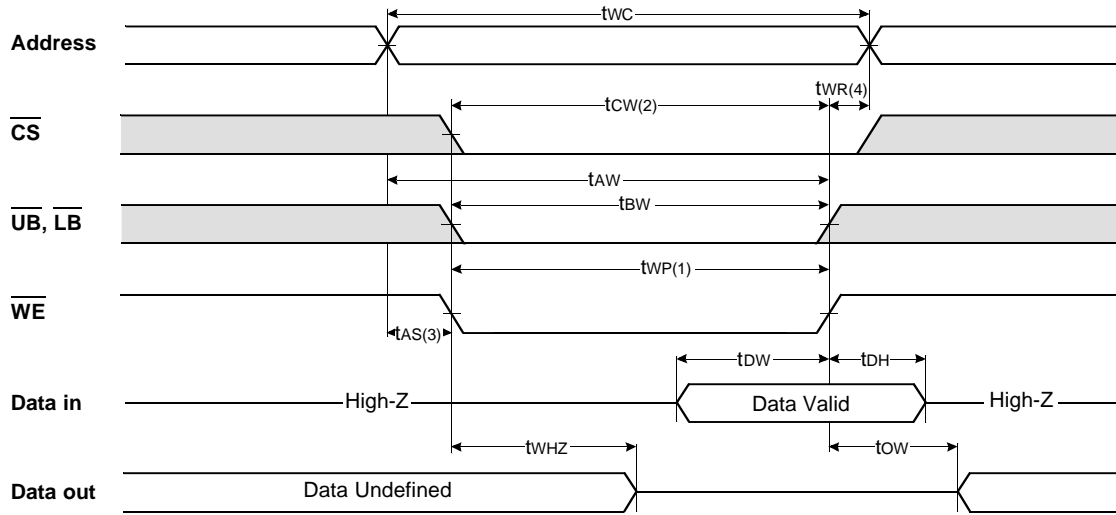 tWC
Address
tCW(2)
tWR(4)
CS
tAW
tBW
UB, LB
tWP(1)
WE
tAS(3)
tDW
tDH
Data in
High-Z
Data Valid
High-Z
tWHZ
tOW
Data out
Data Undefined